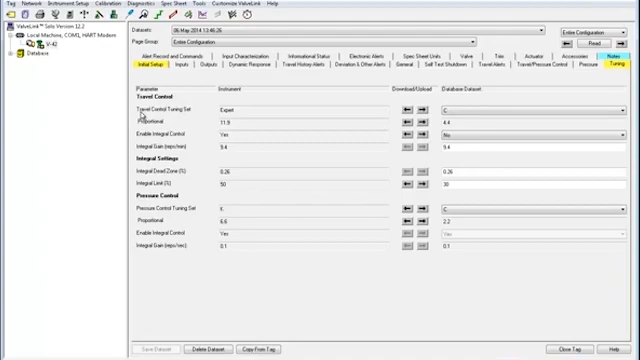 Tag Network Instrument Setup Calibration Diagnostics Spec Sheet Tools Customize ValveLink Help
ValveLink™ Solo Version 12.2
Local Machine, COM1, HART Modem
V-42
Database
Datasets: 06 May 2014 13:46:26
Page Group: Entire Configuration
Entire Configuration
Read
Alert Record and Commands Input Characterization Informational Status Electronic Alerts Spec Sheet Units Valve Trim Actuator Accessories Notes
Initial Setup Inputs Outputs Dynamic Response Travel History Alerts Deviation & Other Alerts General Self Test Shutdown Travel Alerts Travel/Pressure Control Pressure Tuning
Parameter Instrument Download/Upload Database Dataset
Travel Control
Travel Control Tuning Set Expert C
Proportional 11.9 4.4
Enable Integral Control Yes No
Integral Gain (reps/min) 9.4 9.4
Integral Settings
Integral Dead Zone (%) 0.26 0.26
Integral Limit (%) 50 30
Pressure Control
Pressure Control Tuning Set K C
Proportional 6.6 2.2
Enable Integral Control Yes Yes
Integral Gain (reps/sec) 0.1 0.1
Save Dataset Delete Dataset Copy From Tag Close Tag Help